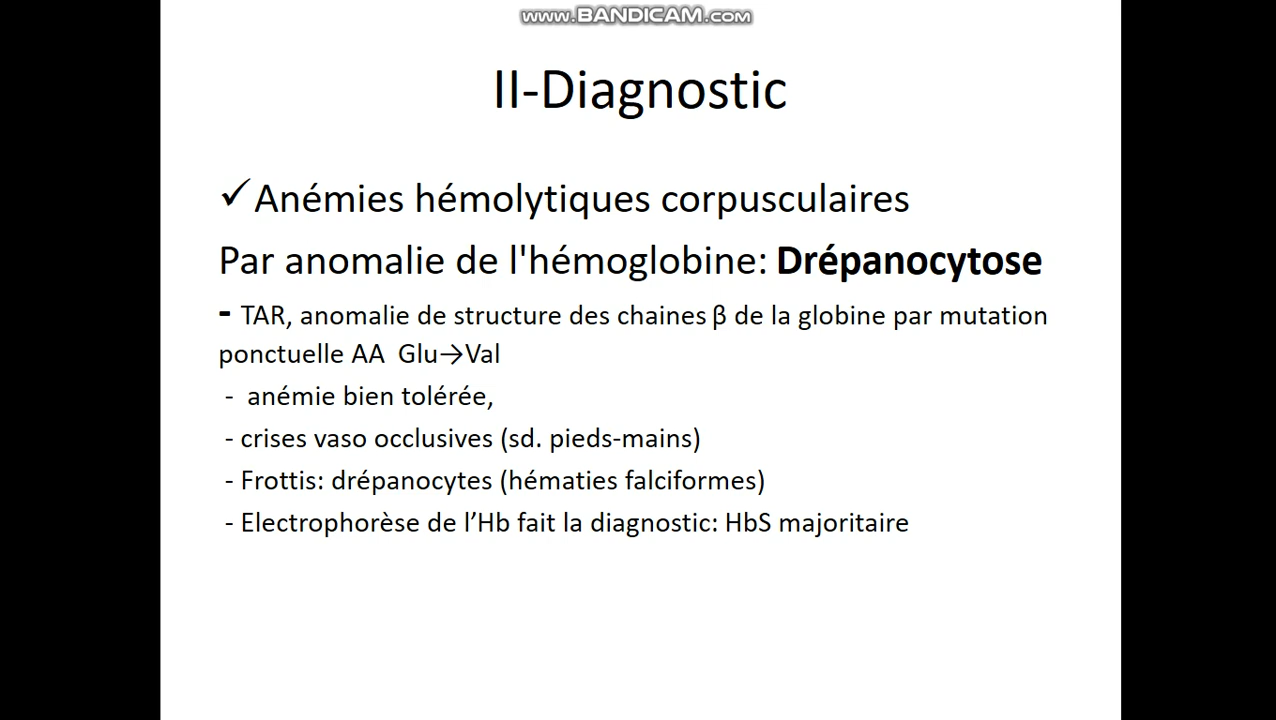 www.BANDICAM.com
II-Diagnostic
✓Anémies hémolytiques corpusculaires
Par anomalie de l'hémoglobine: Drépanocytose
- TAR, anomalie de structure des chaines β de la globine par mutation
ponctuelle AA Glu→Val
- anémie bien tolérée,
- crises vaso occlusives (sd. pieds-mains)
- Frottis: drépanocytes (hématies falciformes)
- Electrophorèse de l’Hb fait la diagnostic: HbS majoritaire